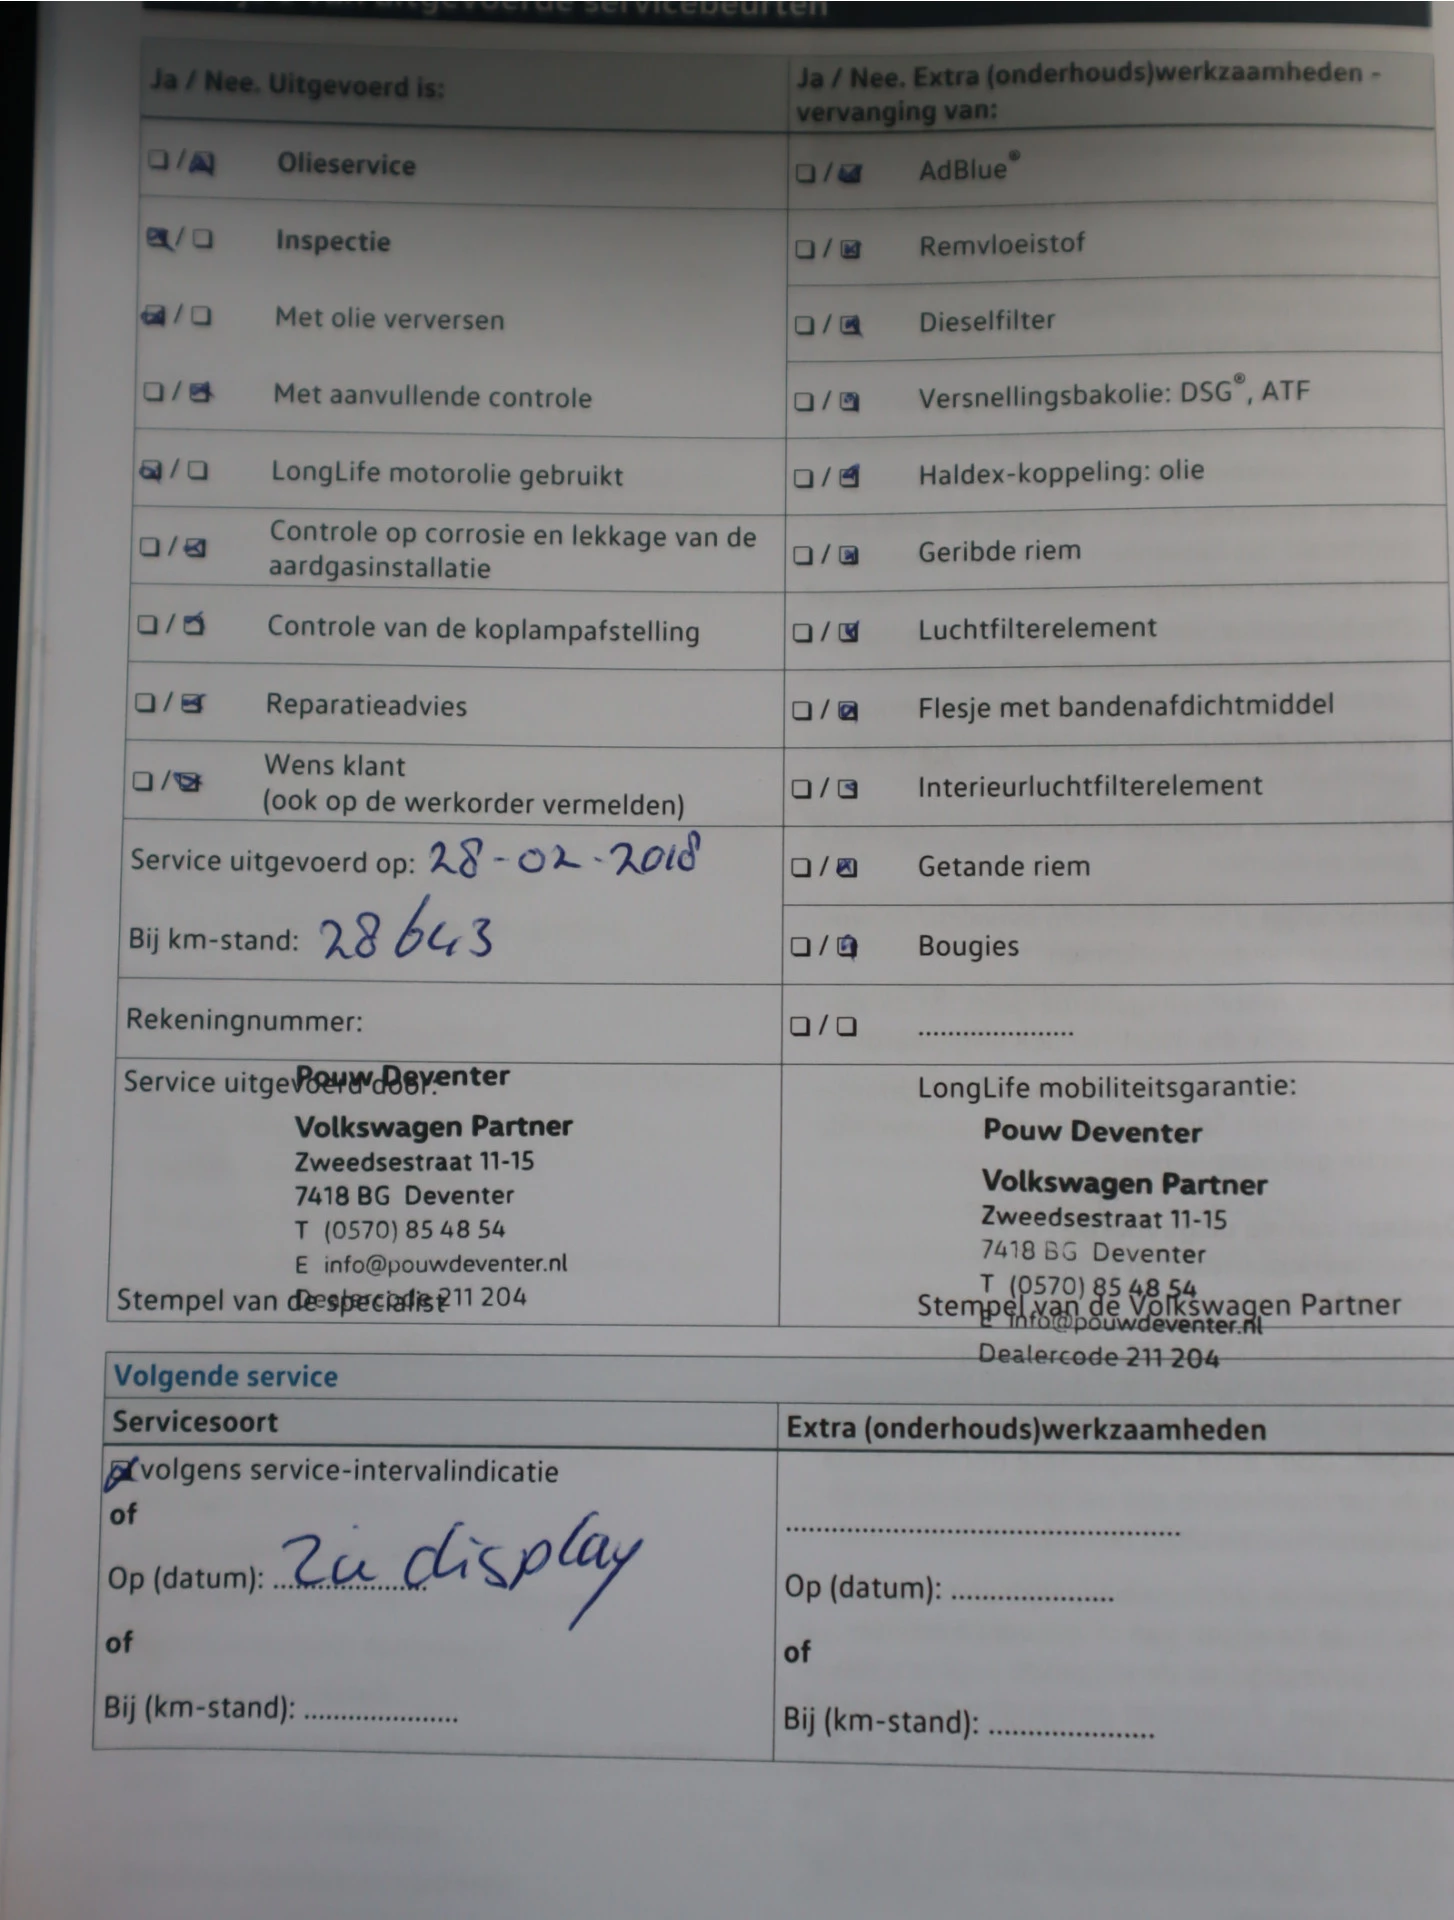 servicebeurten
Ja / Nee. Uitgevoerd is:
☐ / ☒ Olieservice
☒ / ☐ Inspectie
☒ / ☐ Met olie verversen
☐ / ☒ Met aanvullende controle
☒ / ☐ LongLife motorolie gebruikt
☐ / ☒ Controle op corrosie en lekkage van de
aardgasinstallatie
☐ / ☒ Controle van de koplampafstelling
☐ / ☒ Reparatieadvies
☐ / ☒ Wens klant
(ook op de werkorder vermelden)
Service uitgevoerd op: 28-02-2018
Bij km-stand: 28643
Rekeningnummer:
Service uitgevoerd door:
Pouw Deventer
Volkswagen Partner
Zweedsestraat 11-15
7418 BG Deventer
T (0570) 85 48 54
E info@pouwdeventer.nl
Dealercode 211 204
Stempel van de specialist
Ja / Nee. Extra (onderhouds)werkzaamheden -
vervanging van:
☐ / ☒ AdBlue®
☐ / ☒ Remvloeistof
☐ / ☒ Dieselfilter
☐ / ☒ Versnellingsbakolie: DSG®, ATF
☐ / ☒ Haldex-koppeling: olie
☐ / ☒ Geribde riem
☐ / ☒ Luchtfilterelement
☐ / ☒ Flesje met bandenafdichtmiddel
☐ / ☒ Interieurluchtfilterelement
☐ / ☒ Getande riem
☐ / ☒ Bougies
☐ / ☐ ....................
LongLife mobiliteitsgarantie:
Pouw Deventer
Volkswagen Partner
Zweedsestraat 11-15
7418 BG Deventer
T (0570) 85 48 54
E info@pouwdeventer.nl
Dealercode 211 204
Stempel van de Volkswagen Partner
Volgende service
Servicesoort
☒ volgens service-intervalindicatie
of
Op (datum): display
of
Bij (km-stand): ....................
Extra (onderhouds)werkzaamheden
..................................................
Op (datum): .....................
of
Bij (km-stand): .....................